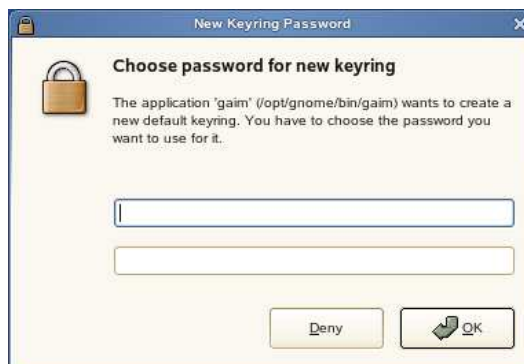 New Keyring Password
Choose password for new keyring
The application 'gaim' (/opt/gnome/bin/gaim) wants to create a
new default keyring. You have to choose the password you
want to use for it.
Deny
OK